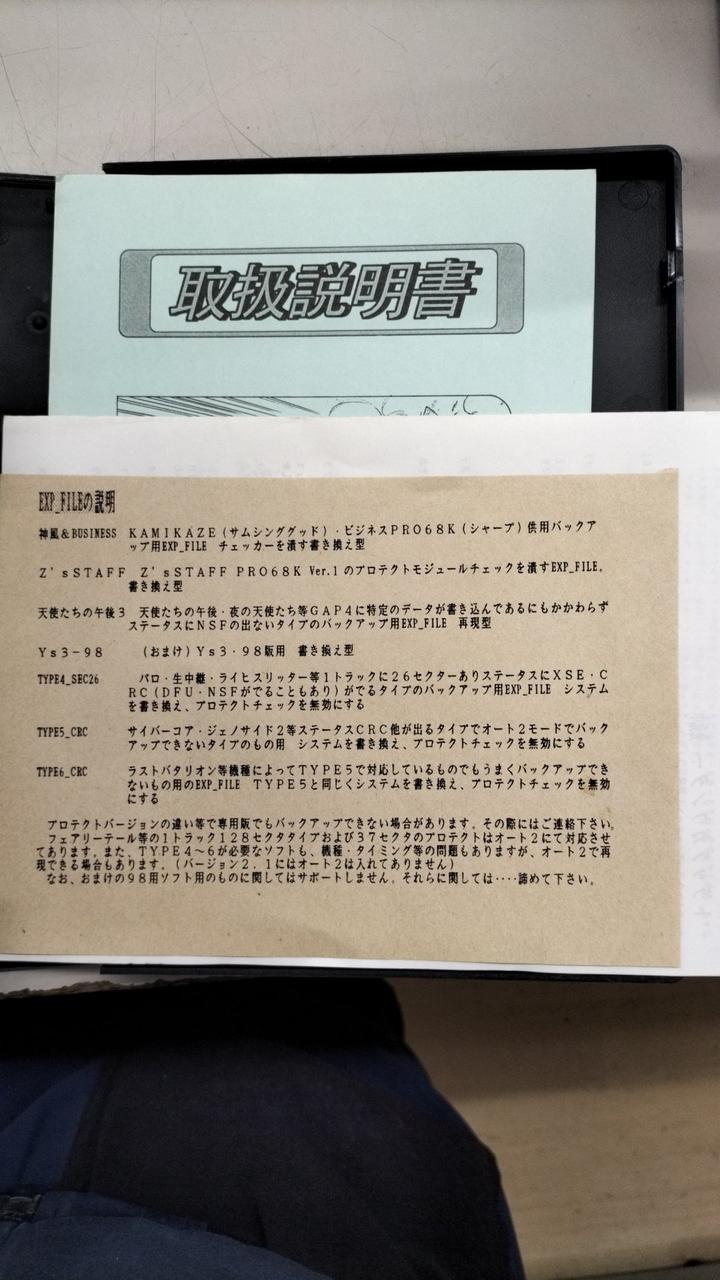 取扱説明書
EXP_FILEの説明
神風&BUSINESS ＫＡＭＩＫＡＺＥ（サムシンググッド）・ビジネスＰＲＯ６８Ｋ（シャープ）供用バックア
ップ用EXP_FILE チェッカーを潰す書き換え型
Ｚ’ｓＳＴＡＦＦ Ｚ’ｓＳＴＡＦＦ ＰＲＯ６８Ｋ Ver.１のプロテクトモジュールチェックを潰すEXP_FILE。
書き換え型
天使たちの午後３ 天使たちの午後・夜の天使たち等ＧＡＰ４に特定のデータが書き込んであるにもかかわらず
ステータスにＮＳＦの出ないタイプのバックアップ用EXP_FILE 再現型
Ｙｓ３－９８ （おまけ）Ｙｓ３・９８版用 書き換え型
TYPE4_SEC26 バロ・生中継・ライヒスリッター等１トラックに２６セクターありステータスにＸＳＥ・Ｃ
ＲＣ（ＤＦＵ・ＮＳＦがでることもあり）がでるタイプのバックアップ用EXP_FILE システム
を書き換え、プロテクトチェックを無効にする
TYPE5_CRC サイバーコア・ジェノサイド２等ステータスＣＲＣ他が出るタイプでオート２モードでバック
アップできないタイプのもの用 システムを書き換え、プロテクトチェックを無効にする
TYPE6_CRC ラストバタリオン等機種によってＴＹＰＥ５で対応しているものでもうまくバックアップでき
ないもの用のEXP_FILE ＴＹＰＥ５と同じくシステムを書き換え、プロテクトチェックを無効
にする
プロテクトバージョンの違い等で専用版でもバックアップできない場合があります。その際にはご連絡下さい。
フェアリーテール等の１トラック１２８セクタタイプおよび３７セクタのプロテクトはオート２にて対応させ
てあります。また、ＴＹＰＥ４～６が必要なソフトも、機種・タイミング等の問題もありますが、オート２で再
現できる場合もあります。（バージョン２．１にはオート２は入れてありません）
なお、おまけの９８用ソフト用のものに関してはサポートしません。それらに関しては‥‥諦めて下さい。